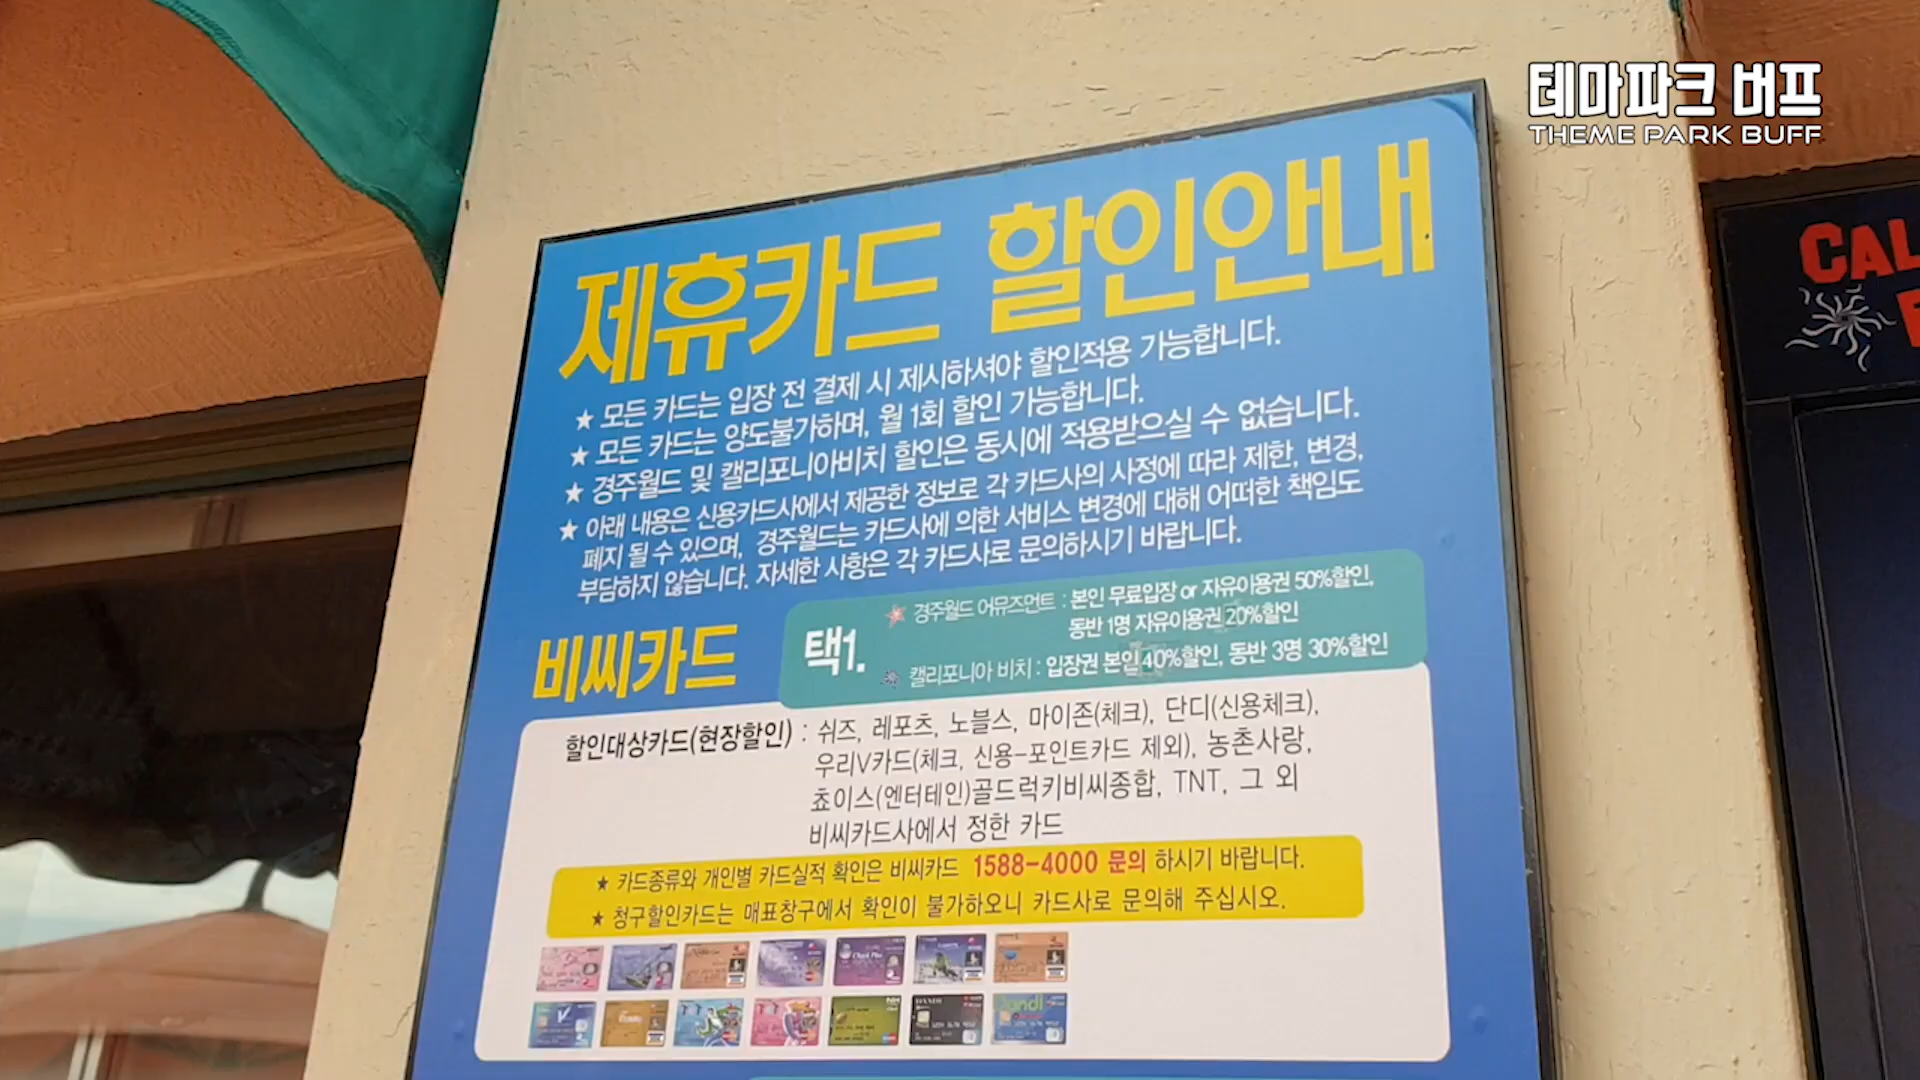 테마파크 버프
THEME PARK BUFF
CAL
제휴카드 할인안내
★ 모든 카드는 입장 전 결제 시 제시하셔야 할인적용 가능합니다.
★ 모든 카드는 양도불가하며, 월 1회 할인 가능합니다.
★ 경주월드 및 캘리포니아비치 할인은 동시에 적용받으실 수 없습니다.
★ 아래 내용은 신용카드사에서 제공한 정보로 각 카드사의 사정에 따라 제한, 변경,
폐지 될 수 있으며, 경주월드는 카드사에 의한 서비스 변경에 대해 어떠한 책임도
부담하지 않습니다. 자세한 사항은 각 카드사로 문의하시기 바랍니다.
비씨카드
택1.
경주월드 어뮤즈먼트 : 본인 무료입장 or 자유이용권 50%할인,
동반 1명 자유이용권 20%할인
캘리포니아 비치 : 입장권 본인 40%할인, 동반 3명 30%할인
할인대상카드(현장할인) : 쉬즈, 레포츠, 노블스, 마이존(체크), 단디(신용체크),
우리V카드(체크, 신용-포인트카드 제외), 농촌사랑,
쵸이스(엔터테인)골드럭키비씨종합, TNT, 그 외
비씨카드사에서 정한 카드
★ 카드종류와 개인별 카드실적 확인은 비씨카드 1588-4000 문의 하시기 바랍니다.
★ 청구할인카드는 매표창구에서 확인이 불가하오니 카드사로 문의해 주십시오.